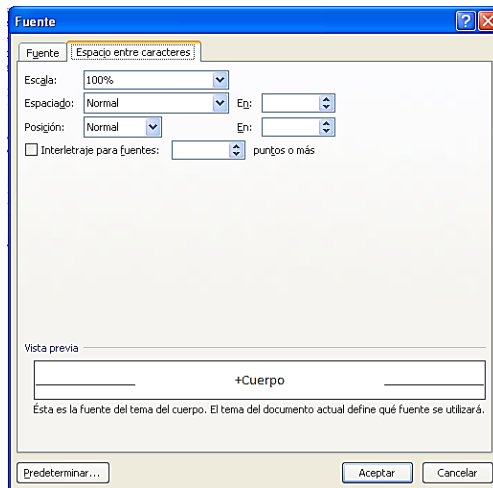 Fuente
Fuente Espacio entre caracteres
Escala: 100%
Espaciado: Normal En:
Posición: Normal En:
Interletraje para fuentes: puntos o más
Vista previa
+Cuerpo
Ésta es la fuente del tema del cuerpo. El tema del documento actual define qué fuente se utilizará.
Predeterminar... Aceptar Cancelar